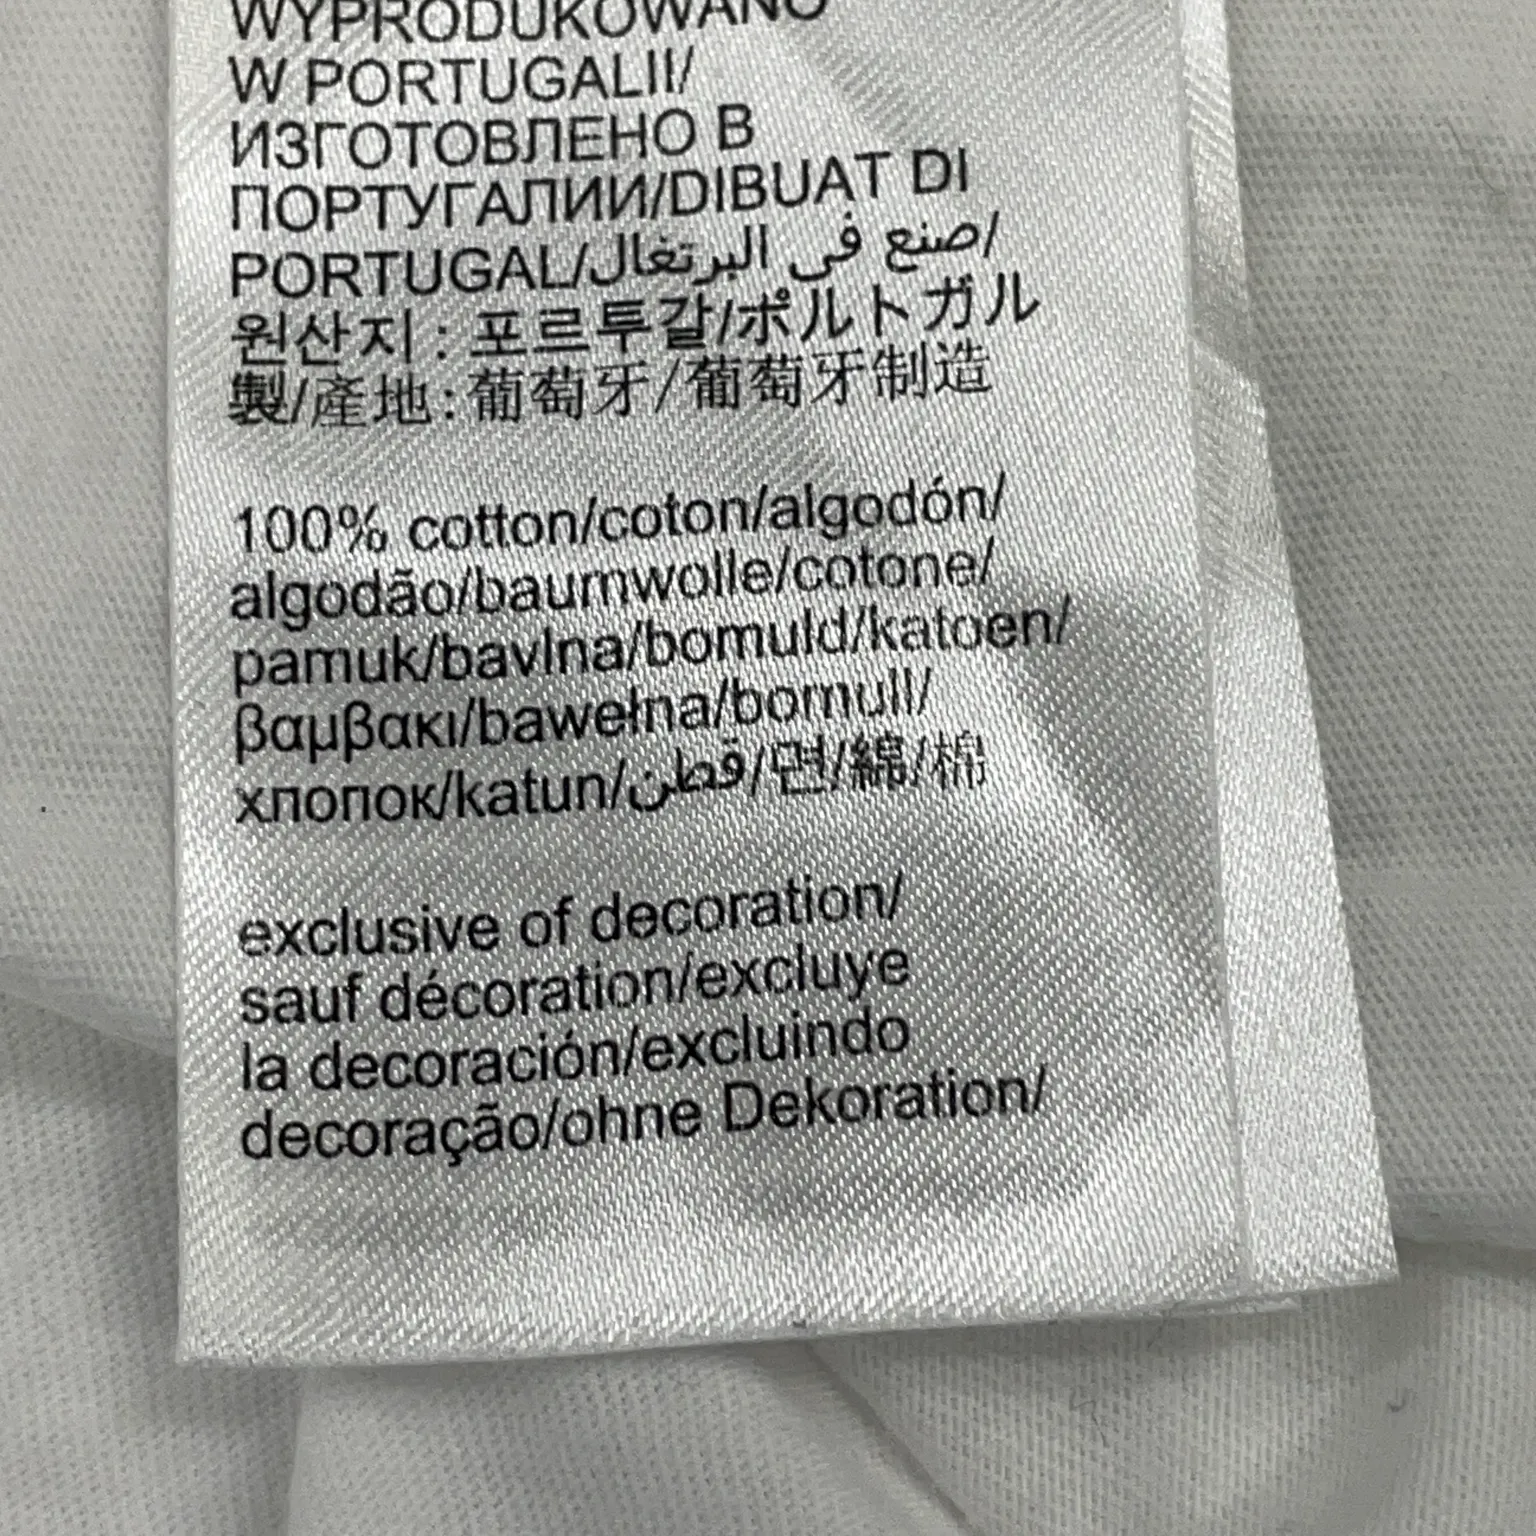 WYPRODUKOWANO
W PORTUGALII/
ИЗГОТОВЛЕНО В
ПОРТУГАЛИИ/DIBUAT DI
PORTUGAL/صنع في البرتغال/
원산지 : 포르투갈/ポルトガル
製/產地:葡萄牙/葡萄牙制造
100% cotton/coton/algodón/
algodão/baumwolle/cotone/
pamuk/bavlna/bomuld/katoen/
βαμβακι/bawełna/bomull/
хлопок/katun/قطن/면/綿/棉
exclusive of decoration/
sauf décoration/excluye
la decoración/excluindo
decoração/ohne Dekoration/